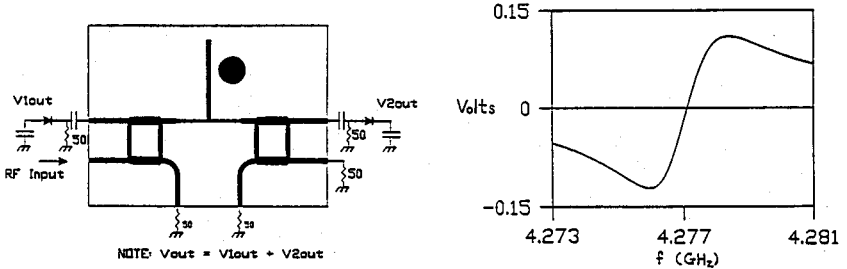 V1out
V2out
50
50
RF Input
50
50
50
NOTE: Vout = V1out + V2out
0.15
Volts
0
-0.15
4.273
4.277
4.281
f (GHz)